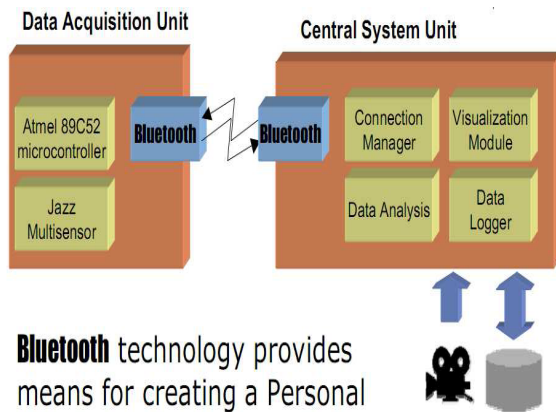 Data Acquisition Unit
Central System Unit
Atmel 89C52
microcontroller
Bluetooth
Jazz
Multisensor
Bluetooth
Connection
Manager
Visualization
Module
Data Analysis
Data
Logger
Bluetooth technology provides
means for creating a Personal